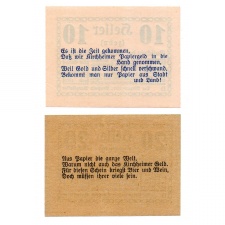 10 Heller 10
Es ist die Zeit gekommen,
Daß wir Kirchheimer Papiergeld in die
Hand genommen,
Weil Gold und Silber schnell verschwand,
Bekommt man nur Papier aus Stadt
und Land!
Aus Papier die ganze Welt,
Warum nicht auch das Kirchheimer Geld.
Für diesen Schein kriegt Bier und Wein,
Doch müssen ihrer viele sein.